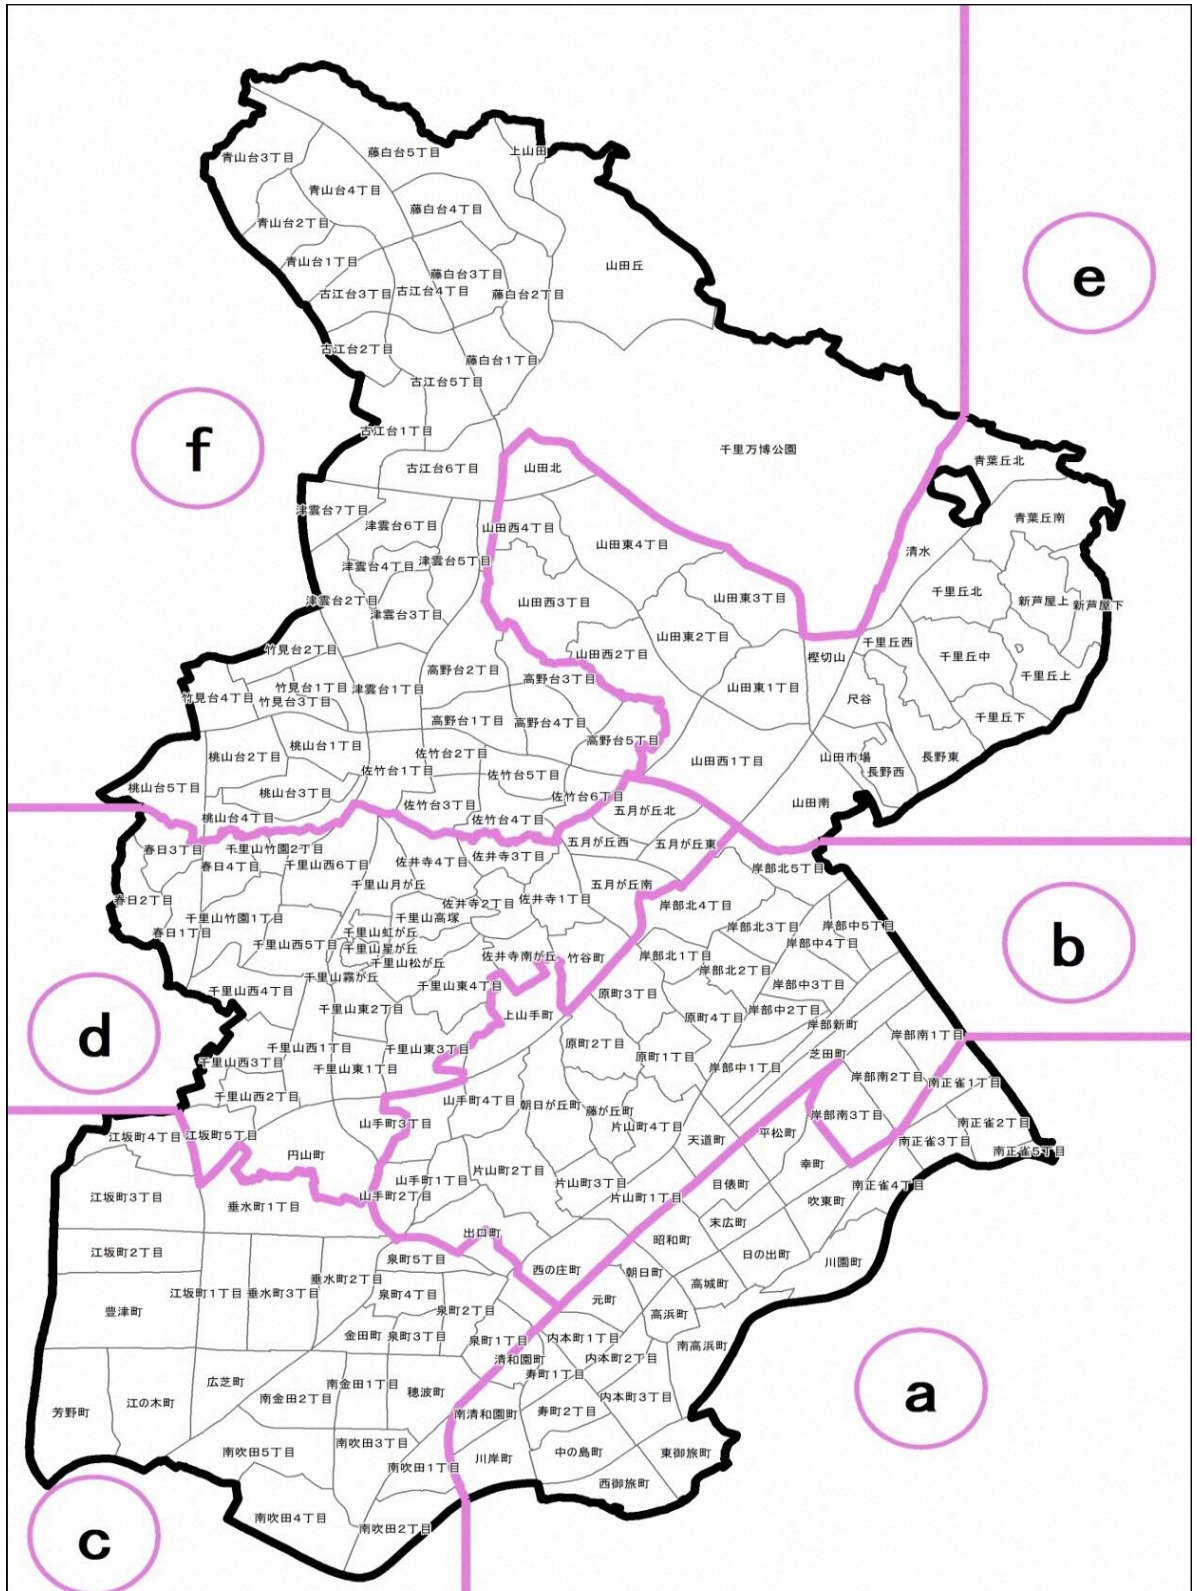 青山台3丁目
藤白台5丁目
上山田
青山台4丁目
藤白台4丁目
青山台2丁目
青山台1丁目
山田丘
藤白台3丁目
古江台3丁目
古江台4丁目
藤白台2丁目
e
古江台2丁目
藤白台1丁目
古江台5丁目
古江台1丁目
f
千里万博公園
古江台6丁目
山田北
青葉丘北
津雲台7丁目
津雲台6丁目
山田西4丁目
青葉丘南
山田東4丁目
清水
津雲台4丁目
津雲台5丁目
千里丘北
津雲台2丁目
津雲台3丁目
山田西3丁目
山田東3丁目
新芦屋上
新芦屋下
山田東2丁目
竹見台2丁目
山田西2丁目
樫切山
千里丘西
千里丘中
高野台2丁目
高野台3丁目
千里丘上
竹見台4丁目
竹見台1丁目
竹見台3丁目
津雲台1丁目
山田東1丁目
尺谷
高野台1丁目
高野台4丁目
千里丘下
桃山台2丁目
桃山台1丁目
佐竹台2丁目
高野台5丁目
山田西1丁目
山田市場
長野東
長野西
佐竹台1丁目
佐竹台5丁目
桃山台5丁目
桃山台3丁目
佐竹台3丁目
佐竹台6丁目
山田南
桃山台4丁目
佐竹台4丁目
五月が丘北
春日3丁目
千里山竹園2丁目
五月が丘西
五月が丘東
春日4丁目
千里山西6丁目
佐井寺4丁目
佐井寺3丁目
岸部北5丁目
千里山月が丘
五月が丘南
春日2丁目
佐井寺2丁目
佐井寺1丁目
岸部北4丁目
千里山竹園1丁目
千里山高塚
岸部北3丁目
岸部中5丁目
春日1丁目
千里山虹が丘
岸部中4丁目
千里山西5丁目
千里山星が丘
b
千里山松が丘
佐井寺南が丘
竹谷町
岸部北1丁目
岸部北2丁目
千里山霧が丘
千里山東4丁目
岸部中3丁目
千里山西4丁目
原町3丁目
千里山東2丁目
岸部中2丁目
d
上山手町
原町4丁目
岸部新町
岸部南1丁目
千里山西1丁目
千里山東3丁目
原町2丁目
原町1丁目
芝田町
千里山西3丁目
千里山東1丁目
岸部中1丁目
岸部南2丁目
南正雀1丁目
千里山西2丁目
山手町4丁目
朝日が丘町
藤が丘町
岸部南3丁目
山手町3丁目
片山町4丁目
南正雀2丁目
江坂町4丁目
江坂町5丁目
天道町
平松町
南正雀3丁目
円山町
南正雀5丁目
幸町
山手町1丁目
片山町2丁目
片山町3丁目
目俵町
南正雀4丁目
江坂町3丁目
山手町2丁目
片山町1丁目
吹東町
垂水町1丁目
末広町
出口町
昭和町
江坂町2丁目
泉町5丁目
西の庄町
日の出町
川園町
朝日町
垂水町2丁目
高城町
江坂町1丁目
垂水町3丁目
泉町4丁目
元町
豊津町
泉町2丁目
高浜町
金田町
泉町3丁目
泉町1丁目
内本町1丁目
南高浜町
清和園町
内本町2丁目
広芝町
南金田1丁目
寿町1丁目
穂波町
南金田2丁目
内本町3丁目
a
江の木町
芳野町
南清和園町
寿町2丁目
南吹田5丁目
南吹田3丁目
川岸町
中の島町
東御旅町
南吹田1丁目
西御旅町
南吹田4丁目
南吹田2丁目
c